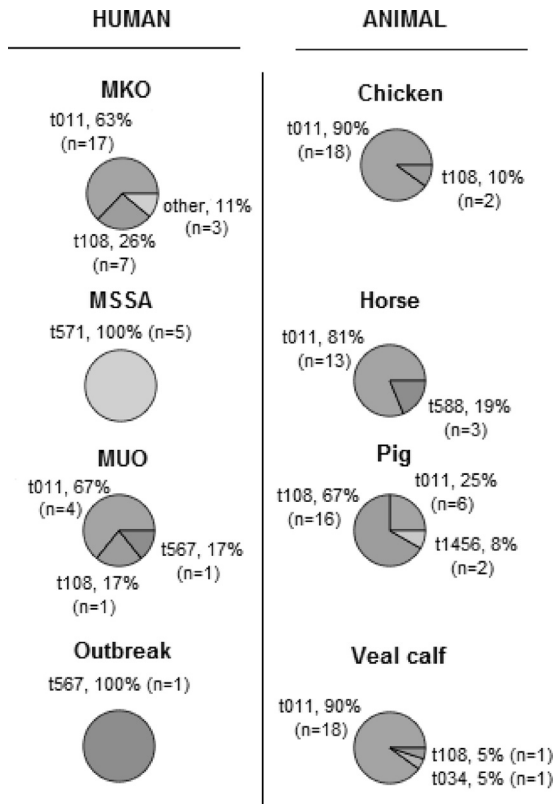 HUMAN
MKO
t011, 63%
(n=17)
other, 11%
(n=3)
t108, 26%
(n=7)
MSSA
t571, 100% (n=5)
MUO
t011, 67%
(n=4)
t567, 17%
(n=1)
t108, 17%
(n=1)
Outbreak
t567, 100% (n=1)
ANIMAL
Chicken
t011, 90%
(n=18)
t108, 10%
(n=2)
Horse
t011, 81%
(n=13)
t588, 19%
(n=3)
Pig
t108, 67%
(n=16)
t011, 25%
(n=6)
t1456, 8%
(n=2)
Veal calf
t011, 90%
(n=18)
t108, 5% (n=1)
t034, 5% (n=1)